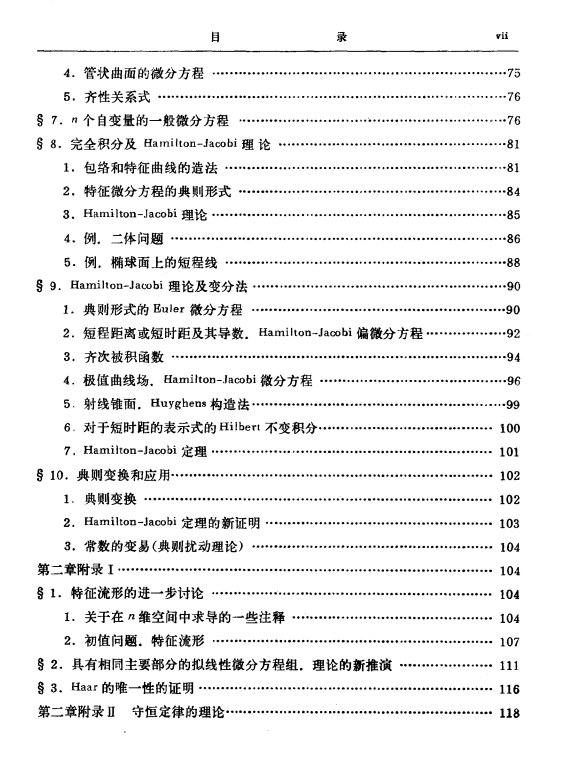 目 录 vii
4．管状曲面的微分方程 ……75
5．齐性关系式 ……76
§ 7．n 个自变量的一般微分方程 ……76
§ 8．完全积分及 Hamilton-Jacobi 理论 ……81
1．包络和特征曲线的造法 ……81
2．特征微分方程的典则形式 ……84
3．Hamilton-Jacobi 理论 ……85
4．例．二体问题 ……86
5．例．椭球面上的短程线 ……88
§ 9．Hamilton-Jacobi 理论及变分法 ……90
1．典则形式的 Euler 微分方程 ……90
2．短程距离或短时距及其导数．Hamilton-Jacobi 偏微分方程 ……92
3．齐次被积函数 ……94
4．极值曲线场．Hamilton-Jacobi 微分方程 ……96
5．射线锥面．Huyghens 构造法 ……99
6．对于短时距的表示式的 Hilbert 不变积分 …… 100
7．Hamilton-Jacobi 定理 …… 101
§ 10．典则变换和应用 …… 102
1．典则变换 …… 102
2．Hamilton-Jacobi 定理的新证明 …… 103
3．常数的变易(典则扰动理论) …… 104
第二章附录 I …… 104
§ 1．特征流形的进一步讨论 …… 104
1．关于在 n 维空间中求导的一些注释 …… 104
2．初值问题．特征流形 …… 107
§ 2．具有相同主要部分的拟线性微分方程组．理论的新推演 …… 111
§ 3．Haar 的唯一性的证明 …… 116
第二章附录 II 守恒定律的理论 …… 118